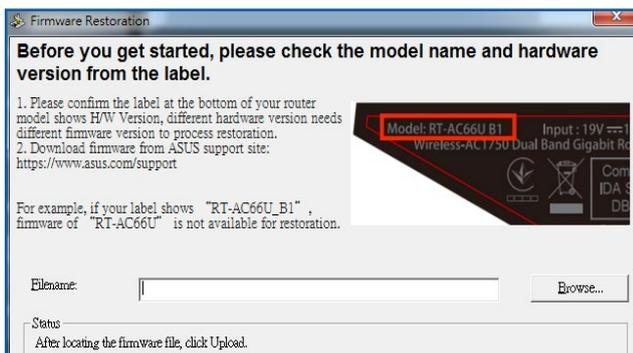 Firmware Restoration
Before you get started, please check the model name and hardware
version from the label.
1. Please confirm the label at the bottom of your router
model shows H/W Version, different hardware version needs
different firmware version to process restoration.
2. Download firmware from ASUS support site:
https://www.asus.com/support
For example, if your label shows “RT-AC66U_B1”,
firmware of “RT-AC66U” is not available for restoration.
Model: RT-AC66U B1 Input : 19V
Wireless-AC1750 Dual Band Gigabit
Com
IDA
DB
Filename:
Browse...
Status
After locating the firmware file, click Upload.